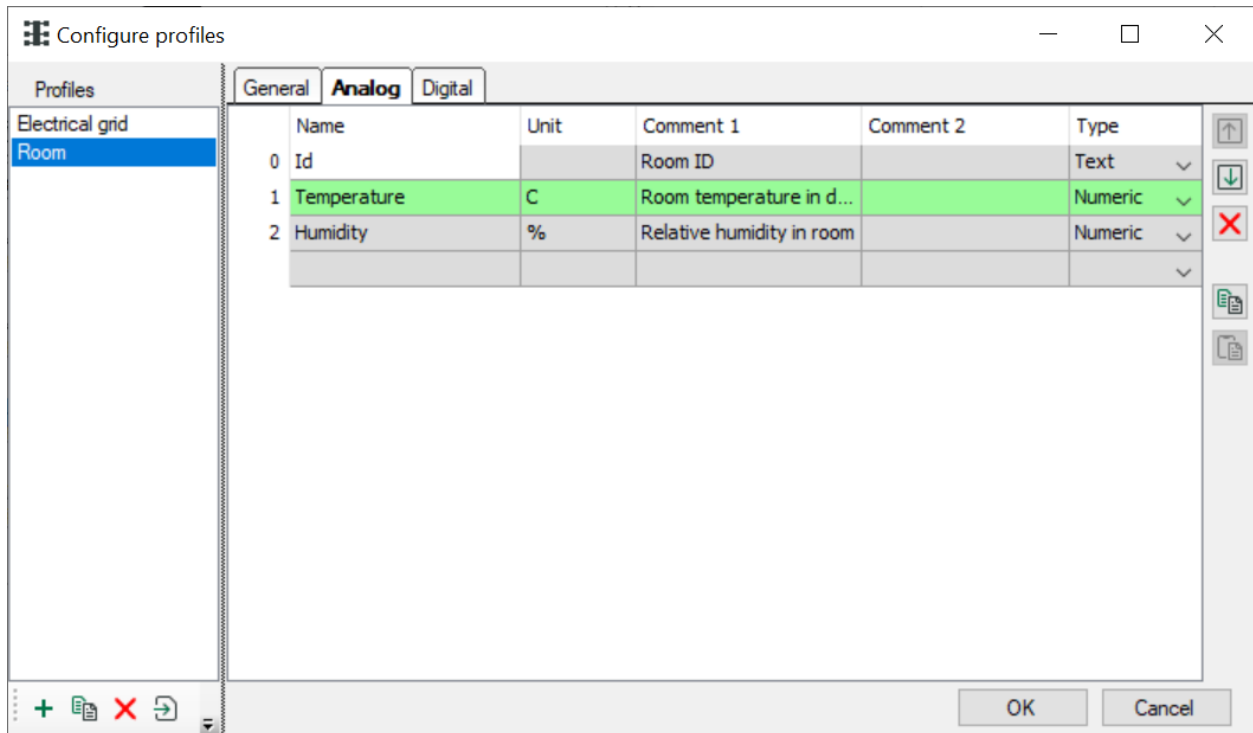 Configure profiles
Profiles
Electrical grid
Room
General Analog Digital
Name Unit Comment 1 Comment 2 Type
0 Id Room ID Text
1 Temperature C Room temperature in d... Numeric
2 Humidity % Relative humidity in room Numeric
OK Cancel